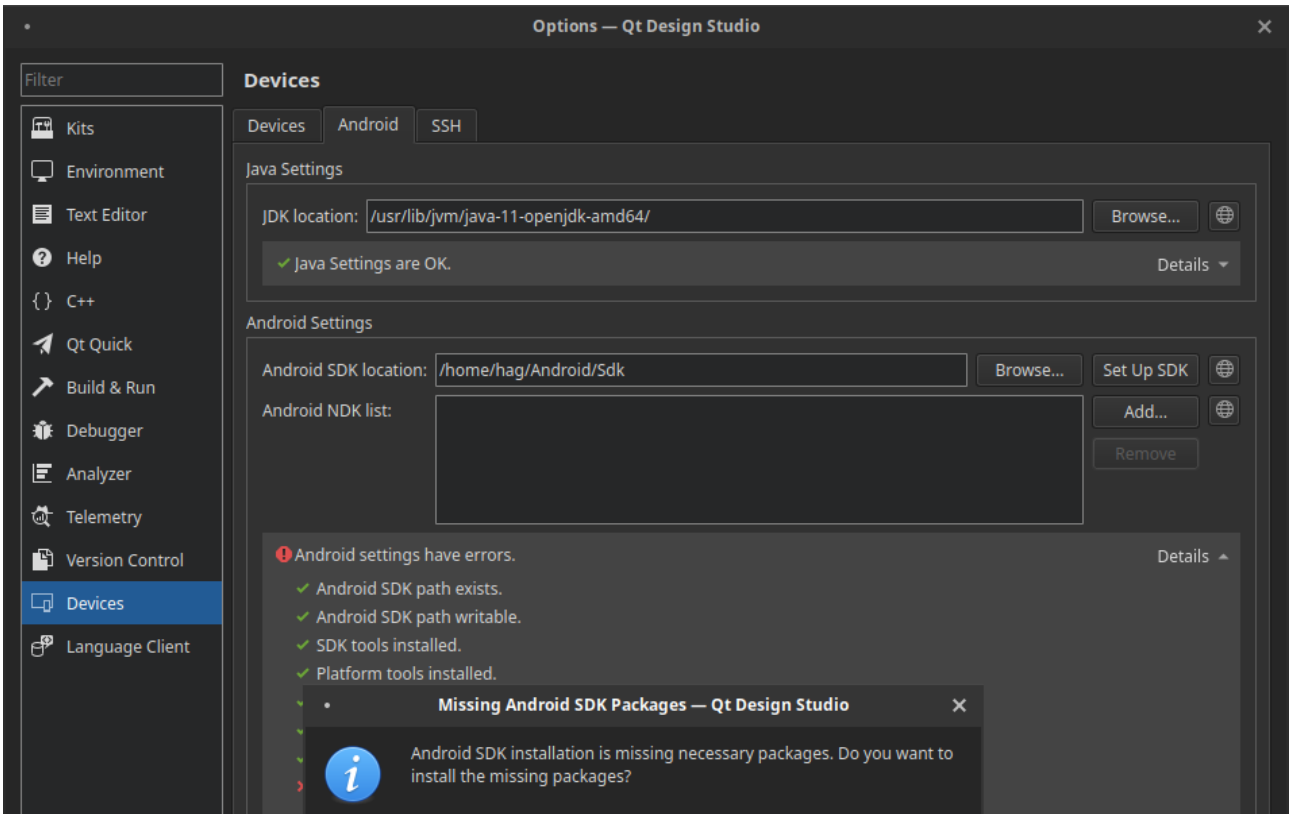 Options — Qt Design Studio
Filter
Devices
Kits
Environment
Text Editor
Help
C++
Qt Quick
Build & Run
Debugger
Analyzer
Telemetry
Version Control
Devices
Language Client
Devices Android SSH
Java Settings
JDK location: /usr/lib/jvm/java-11-openjdk-amd64/ Browse...
Java Settings are OK. Details
Android Settings
Android SDK location: /home/hag/Android/Sdk Browse... Set Up SDK
Android NDK list: Add...
Remove
Android settings have errors. Details
Android SDK path exists.
Android SDK path writable.
SDK tools installed.
Platform tools installed.
Missing Android SDK Packages — Qt Design Studio
Android SDK installation is missing necessary packages. Do you want to
install the missing packages?